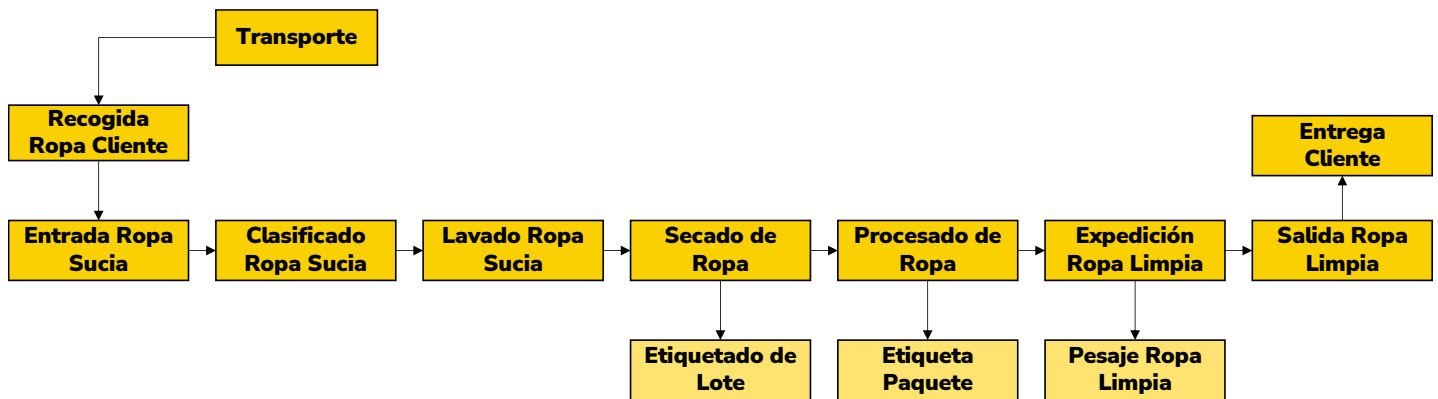 Transporte
Recogida
Ropa Cliente
Entrega
Cliente
Entrada Ropa
Sucia
Clasificado
Ropa Sucia
Lavado Ropa
Sucia
Secado de
Ropa
Procesado de
Ropa
Expedición
Ropa Limpia
Salida Ropa
Limpia
Etiquetado de
Lote
Etiqueta
Paquete
Pesaje Ropa
Limpia